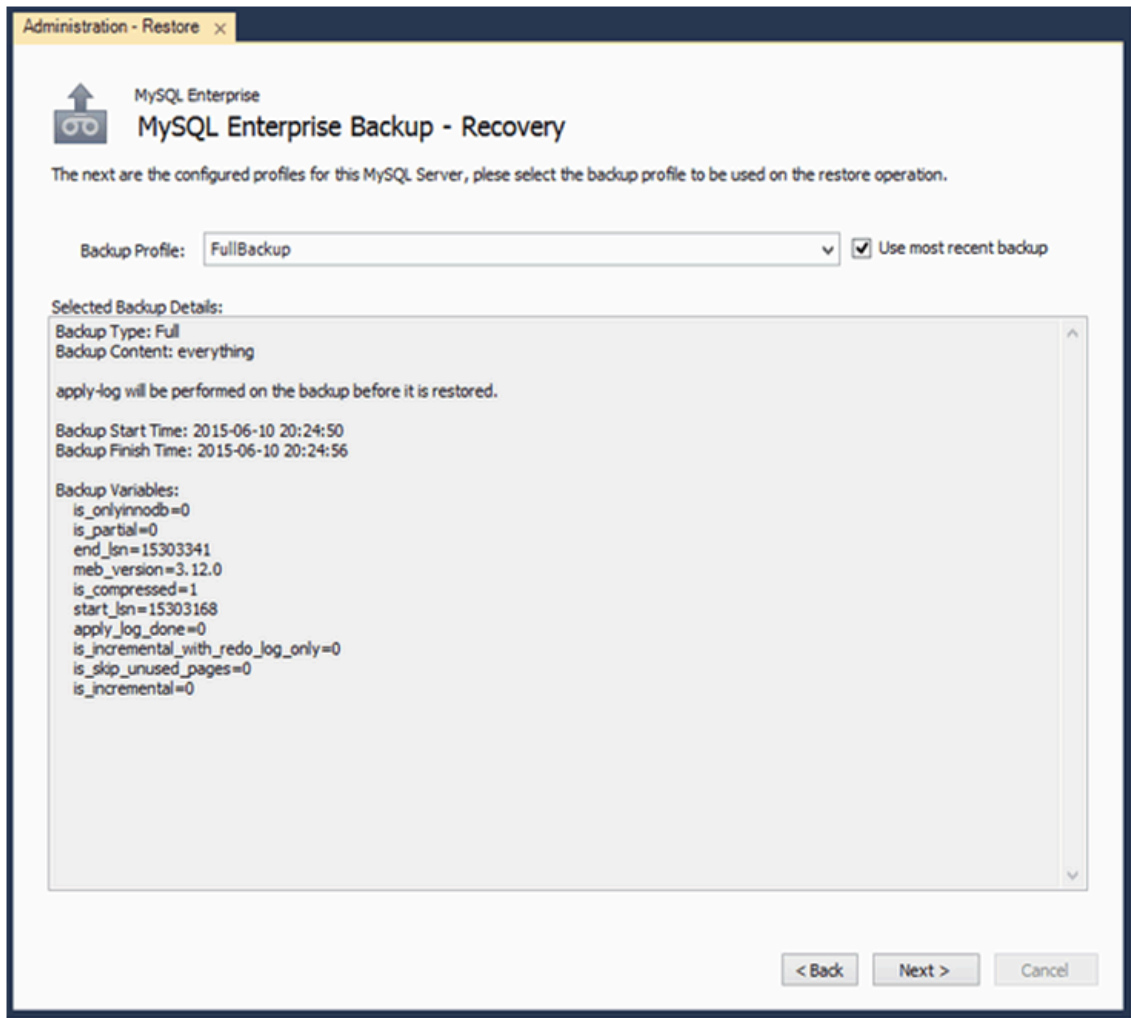 Administration - Restore ×
MySQL Enterprise
MySQL Enterprise Backup - Recovery
The next are the configured profiles for this MySQL Server, plese select the backup profile to be used on the restore operation.
Backup Profile: FullBackup Use most recent backup
Selected Backup Details:
Backup Type: Full
Backup Content: everything
apply-log will be performed on the backup before it is restored.
Backup Start Time: 2015-06-10 20:24:50
Backup Finish Time: 2015-06-10 20:24:56
Backup Variables:
is_onlyinnodb=0
is_partial=0
end_lsn=15303341
meb_version=3.12.0
is_compressed=1
start_lsn=15303168
apply_log_done=0
is_incremental_with_redo_log_only=0
is_skip_unused_pages=0
is_incremental=0
< Back Next > Cancel